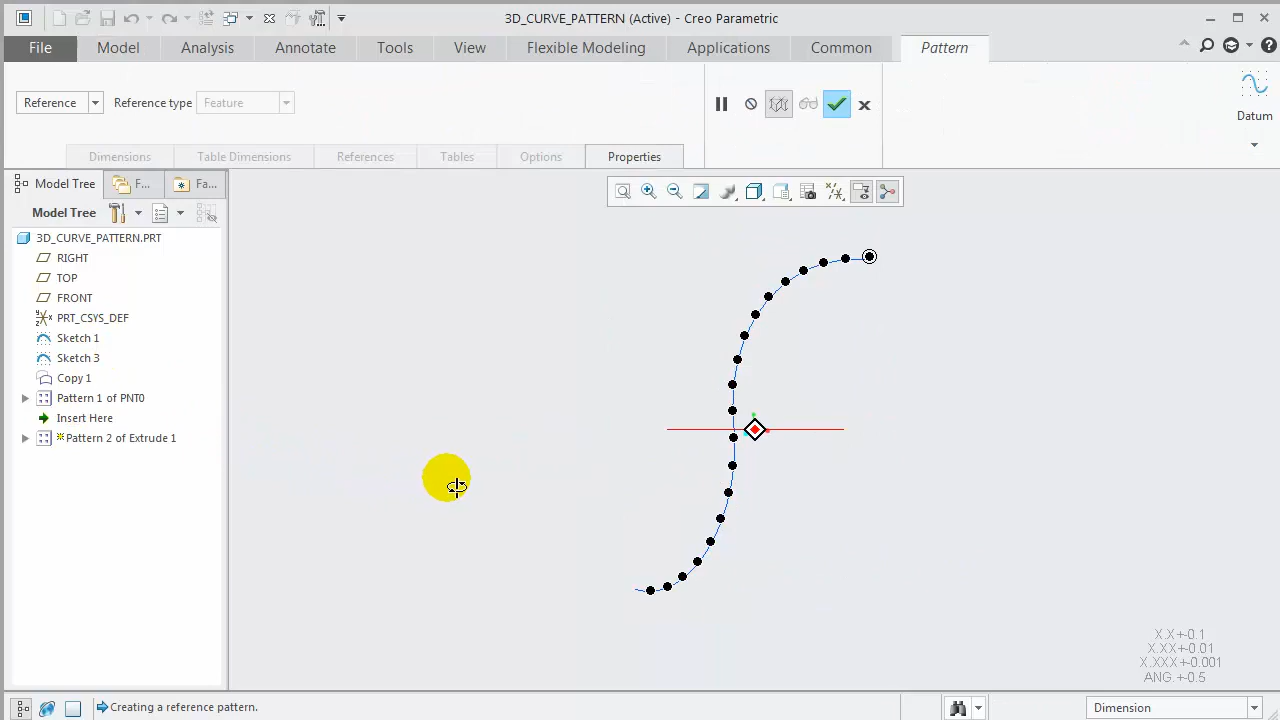 3D_CURVE_PATTERN (Active) - Creo Parametric
File Model Analysis Annotate Tools View Flexible Modeling Applications Common Pattern
Reference Reference type Feature
Datum
Dimensions Table Dimensions References Tables Options Properties
Model Tree F... Fa...
Model Tree
3D_CURVE_PATTERN.PRT
RIGHT
TOP
FRONT
PRT_CSYS_DEF
Sketch 1
Sketch 3
Copy 1
Pattern 1 of PNT0
Insert Here
Pattern 2 of Extrude 1
X.X+-0.1
X.XX+-0.01
X.XXX+-0.001
ANG.+-0.5
Creating a reference pattern.
Dimension